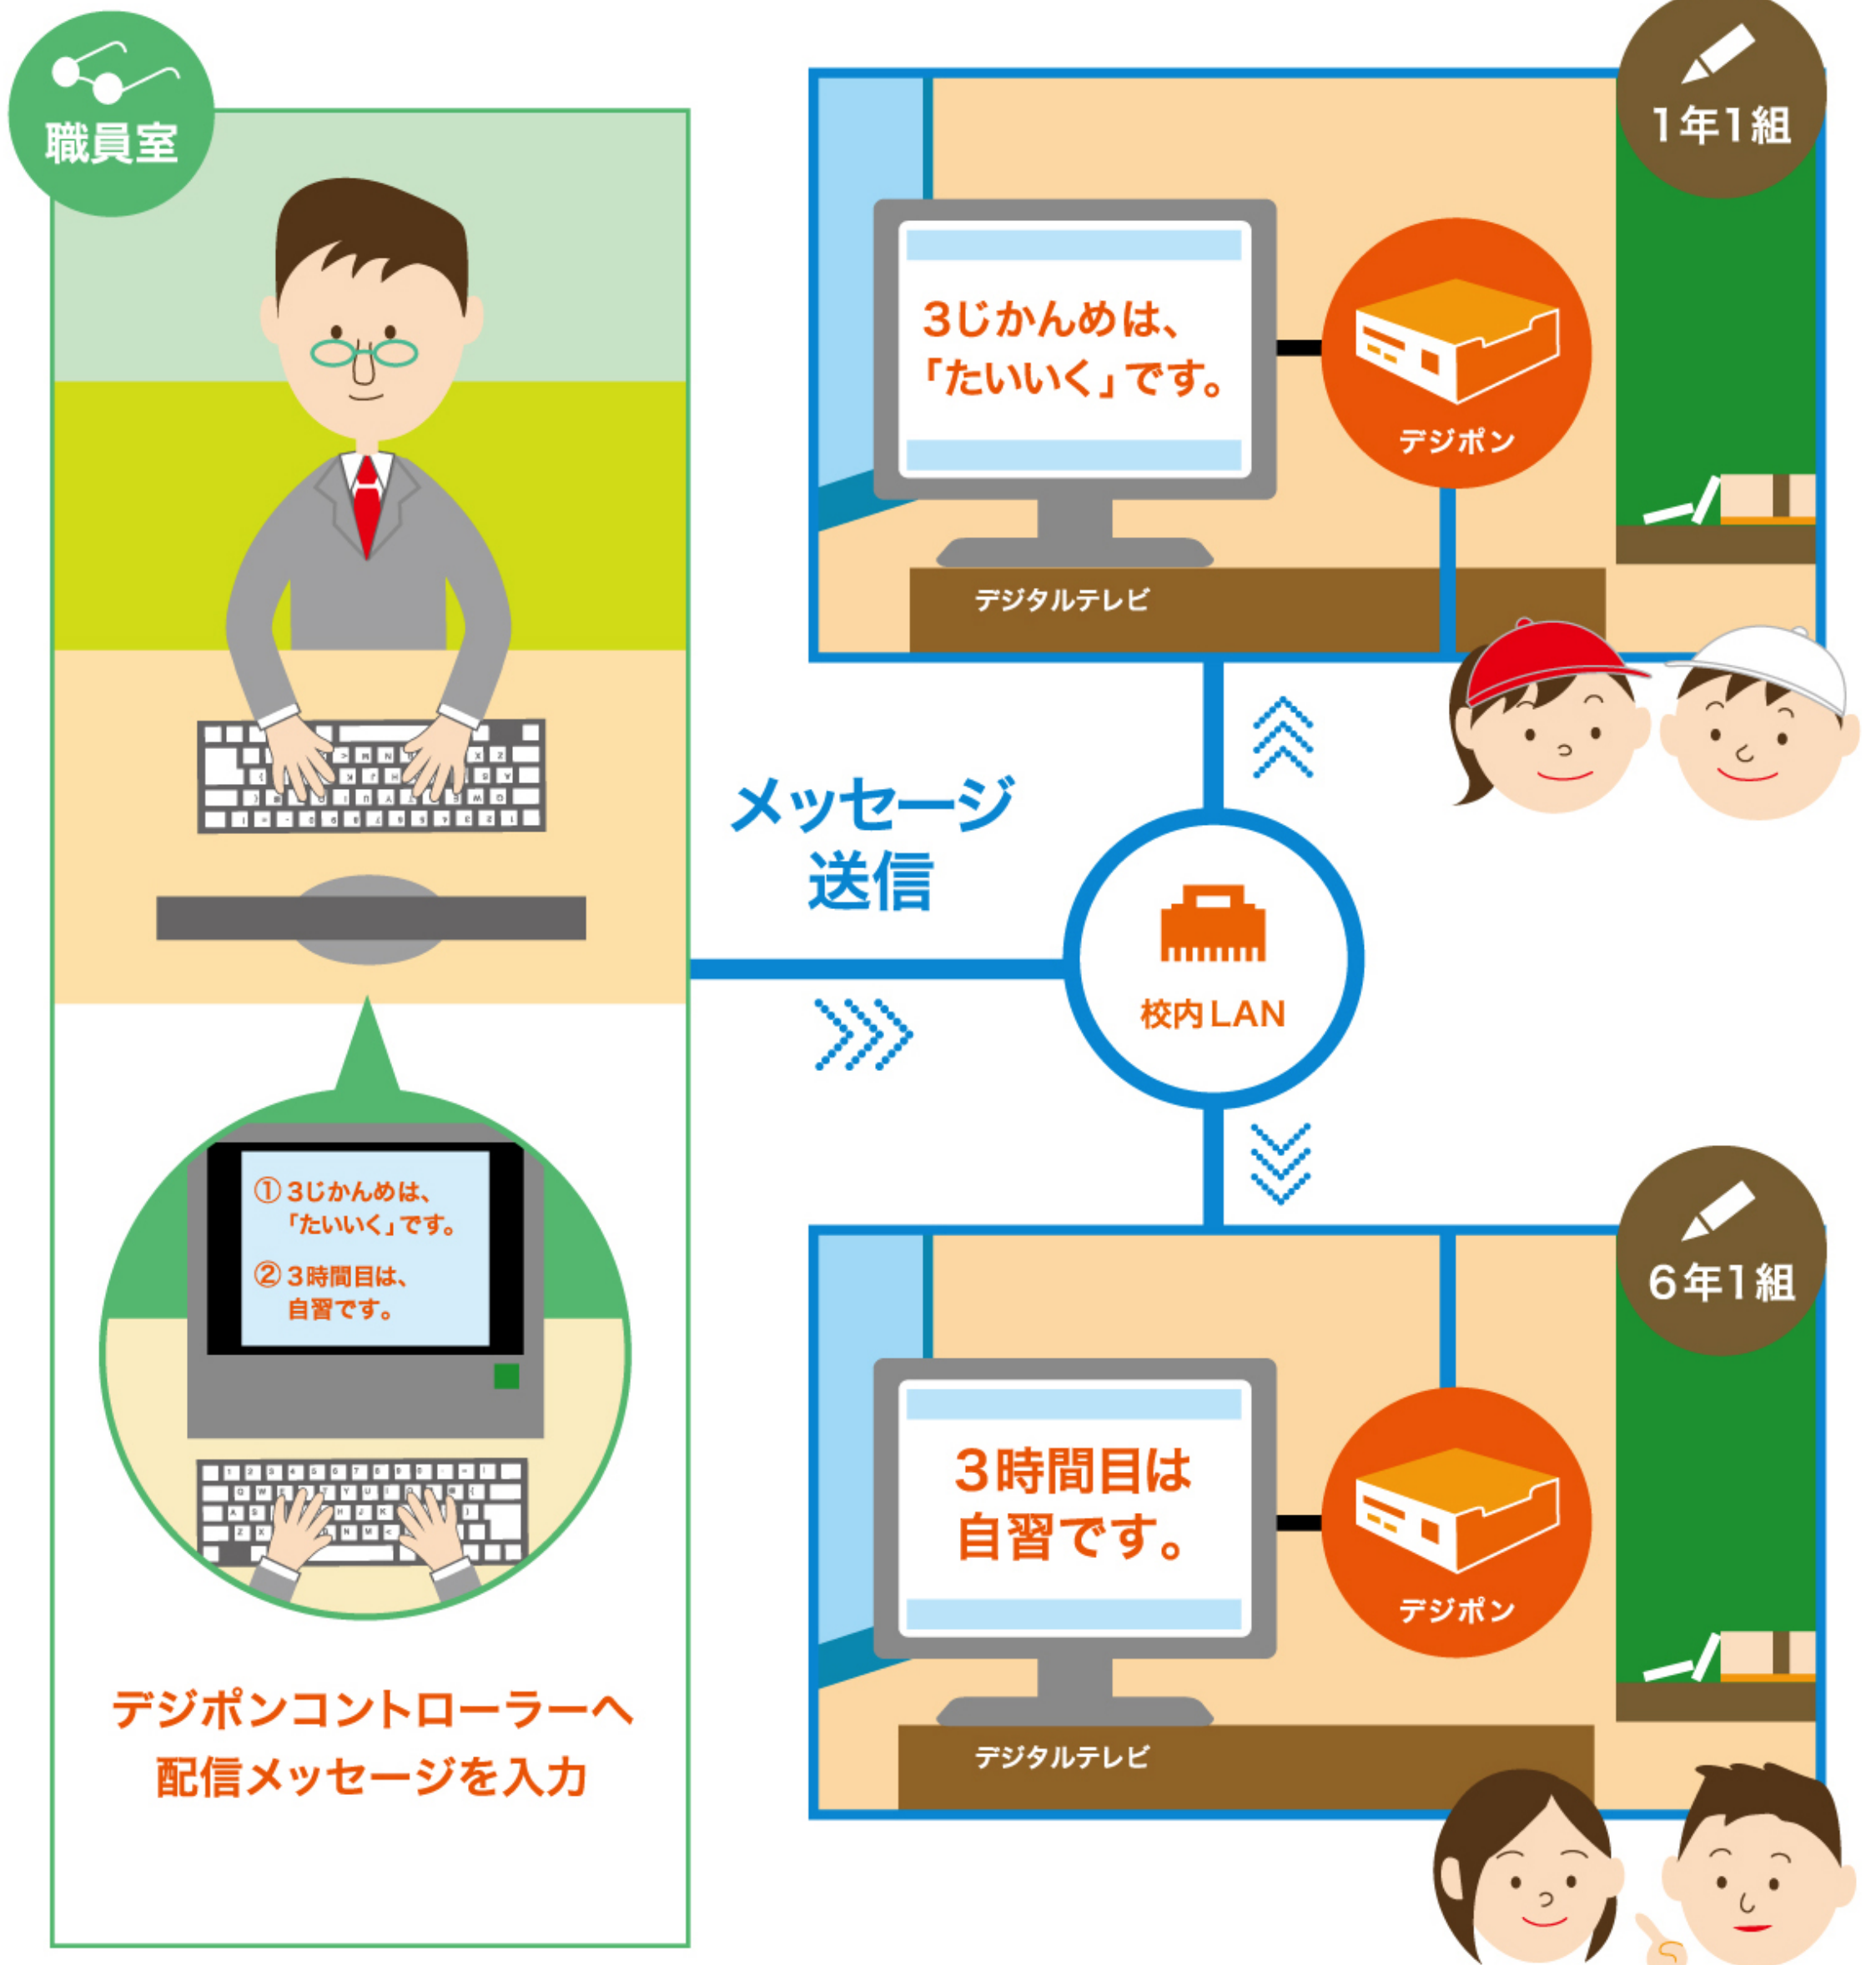 職員室
① 3じかんめは、
「たいいく」です。
② 3時間目は、
自習です。
デジポンコントローラーへ
配信メッセージを入力
メッセージ
送信
校内LAN
1年1組
3じかんめは、
「たいいく」です。
デジポン
デジタルテレビ
6年1組
3時間目は
自習です。
デジポン
デジタルテレビ